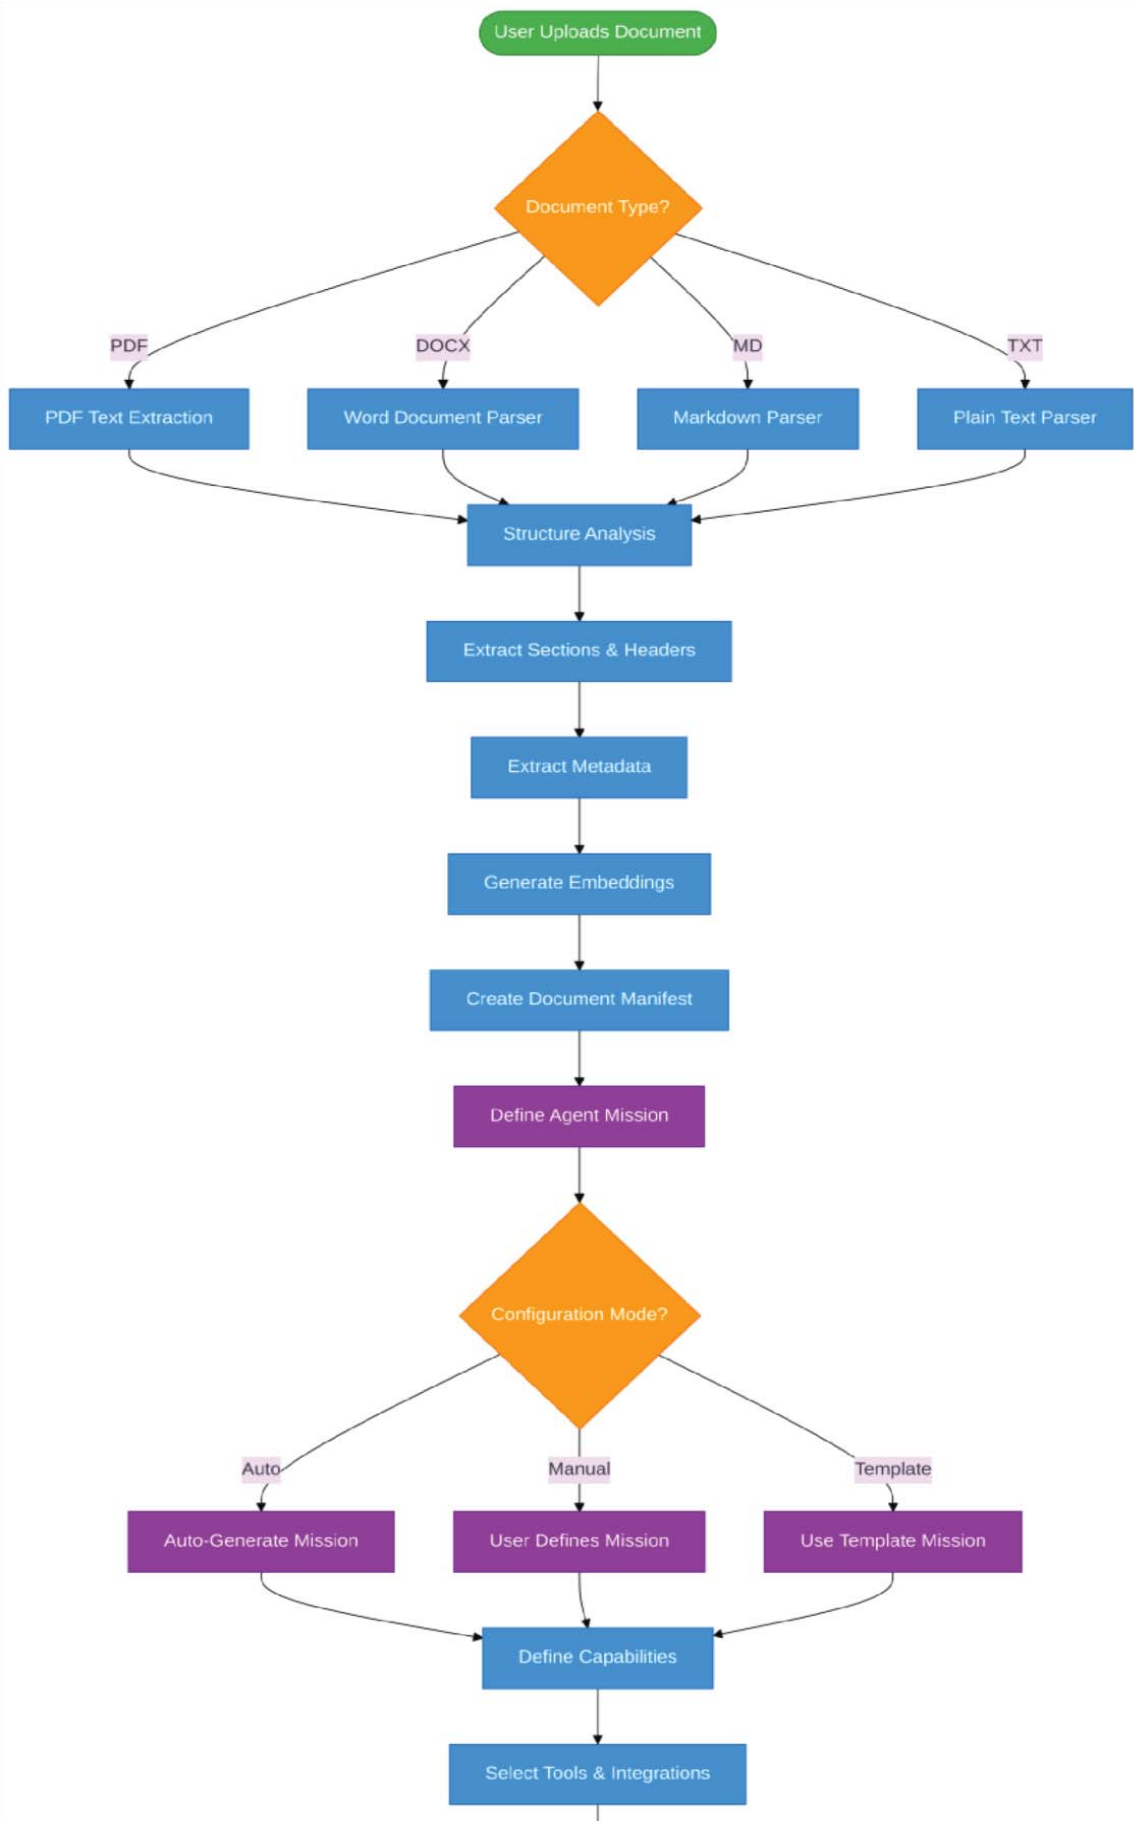 User Uploads Document
Document Type?
PDF
DOCX
MD
TXT
PDF Text Extraction
Word Document Parser
Markdown Parser
Plain Text Parser
Structure Analysis
Extract Sections & Headers
Extract Metadata
Generate Embeddings
Create Document Manifest
Define Agent Mission
Configuration Mode?
Auto
Manual
Template
Auto-Generate Mission
User Defines Mission
Use Template Mission
Define Capabilities
Select Tools & Integrations